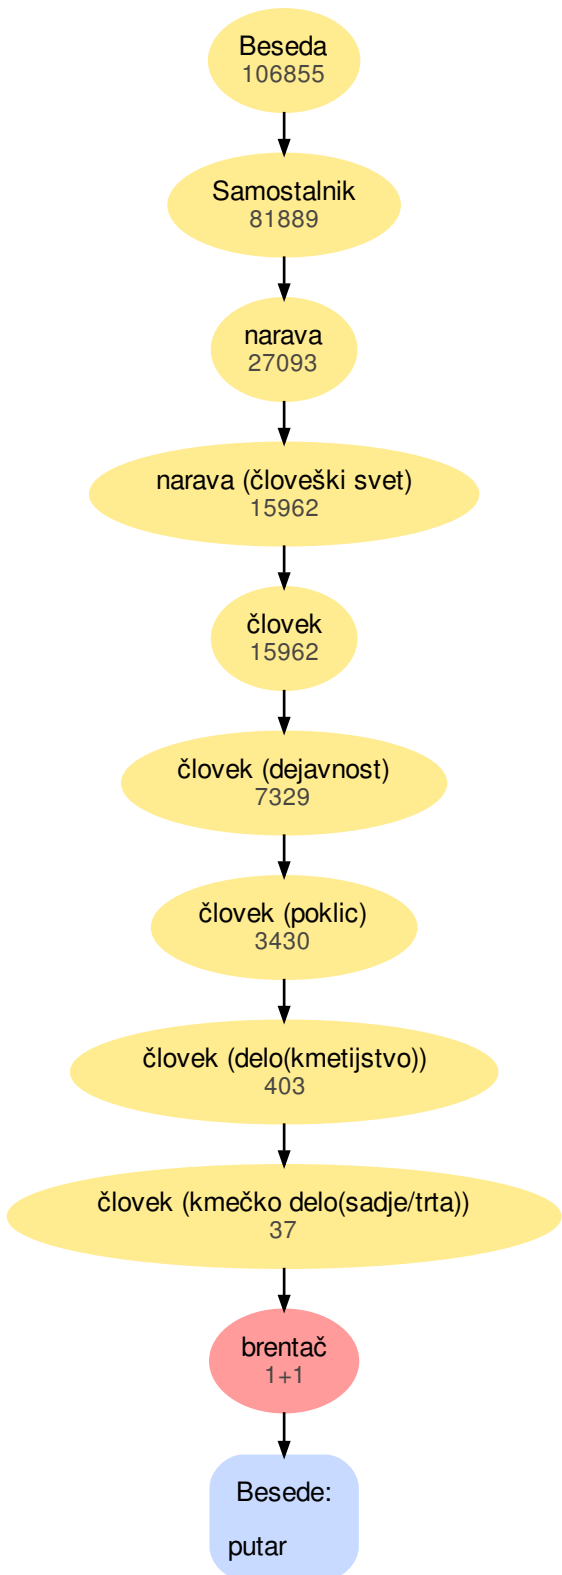 Beseda
106855
Samostalnik
81889
narava
27093
narava (človeški svet)
15962
človek
15962
človek (dejavnost)
7329
človek (poklic)
3430
človek (delo(kmetijstvo))
403
človek (kmečko delo(sadje/trta))
37
brentač
1+1
Besede:
putar